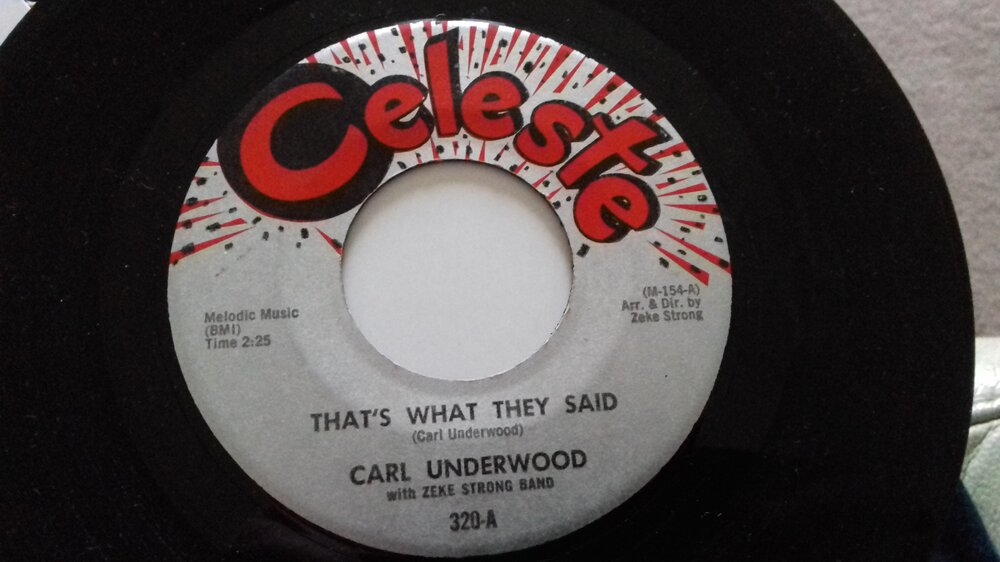 Celeste
Melodic Music
(BMI)
Time 2:25
(M-154-A)
Arr. & Dir. by
Zeke Strong
THAT'S WHAT THEY SAID
(Carl Underwood)
CARL UNDERWOOD
with ZEKE STRONG BAND
320-A